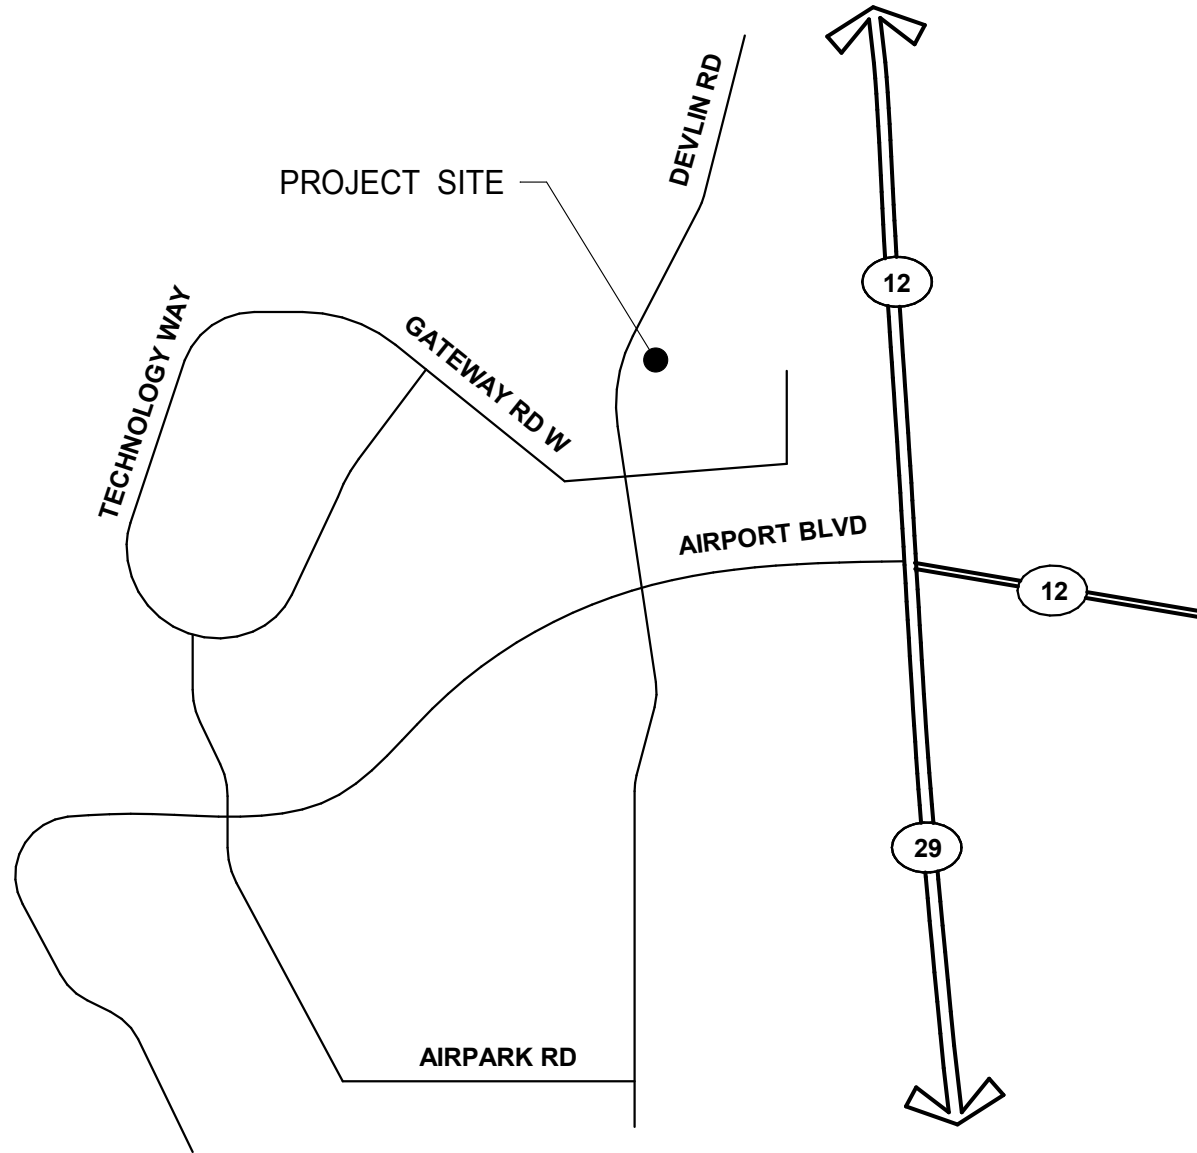 DEVLIN RD
PROJECT SITE
12
TECHNOLOGY WAY
GATEWAY RD W
AIRPORT BLVD
12
29
AIRPARK RD